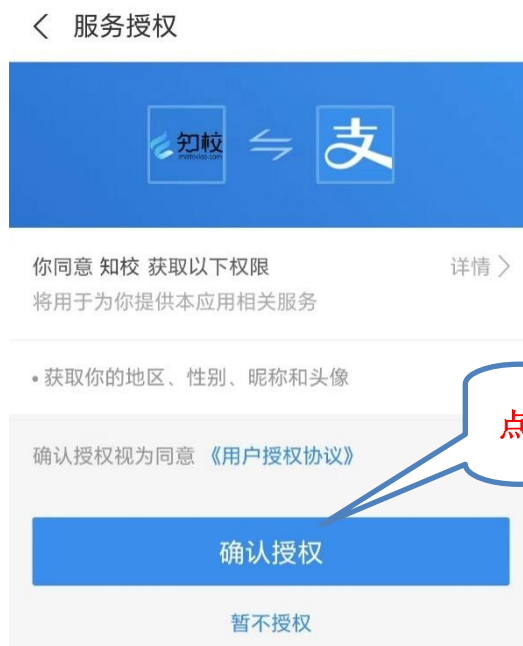 服务授权
知校
支
你同意 知校 获取以下权限
详情
将用于为你提供本应用相关服务
• 获取你的地区、性别、昵称和头像
点
确认授权视为同意 《用户授权协议》
确认授权
暂不授权